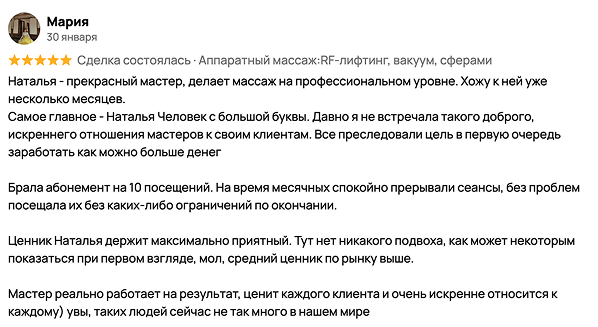 Мария
30 января
Сделка состоялась · Аппаратный массаж:RF-лифтинг, вакуум, сферами
Наталья - прекрасный мастер, делает массаж на профессиональном уровне. Хожу к ней уже
несколько месяцев.
Самое главное - Наталья Человек с большой буквы. Давно я не встречала такого доброго,
искреннего отношения мастеров к своим клиентам. Все преследовали цель в первую очередь
заработать как можно больше денег
Брала абонемент на 10 посещений. На время месячных спокойно прерывали сеансы, без проблем
посещала их без каких-либо ограничений по окончании.
Ценник Наталья держит максимально приятный. Тут нет никакого подвоха, как может некоторым
показаться при первом взгляде, мол, средний ценник по рынку выше.
Мастер реально работает на результат, ценит каждого клиента и очень искренне относится к
каждому) увы, таких людей сейчас не так много в нашем мире